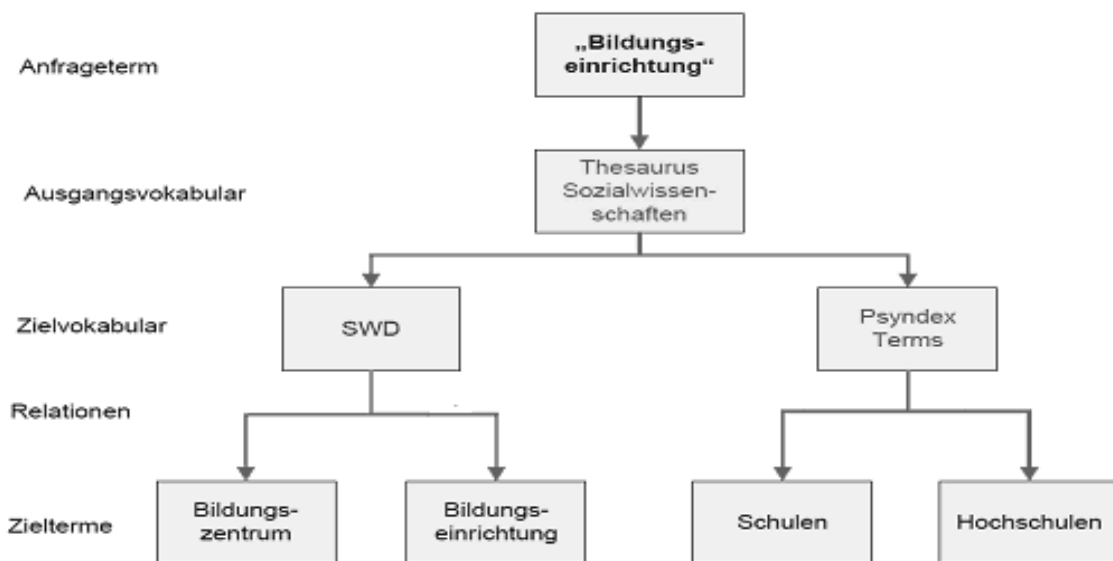 Anfrageterm
„Bildungs-
einrichtung“
Ausgangsvokabular
Thesaurus
Sozialwissen-
schaften
Zielvokabular
SWD
Psyndex
Terms
Relationen
Zielterme
Bildungs-
zentrum
Bildungs-
einrichtung
Schulen
Hochschulen